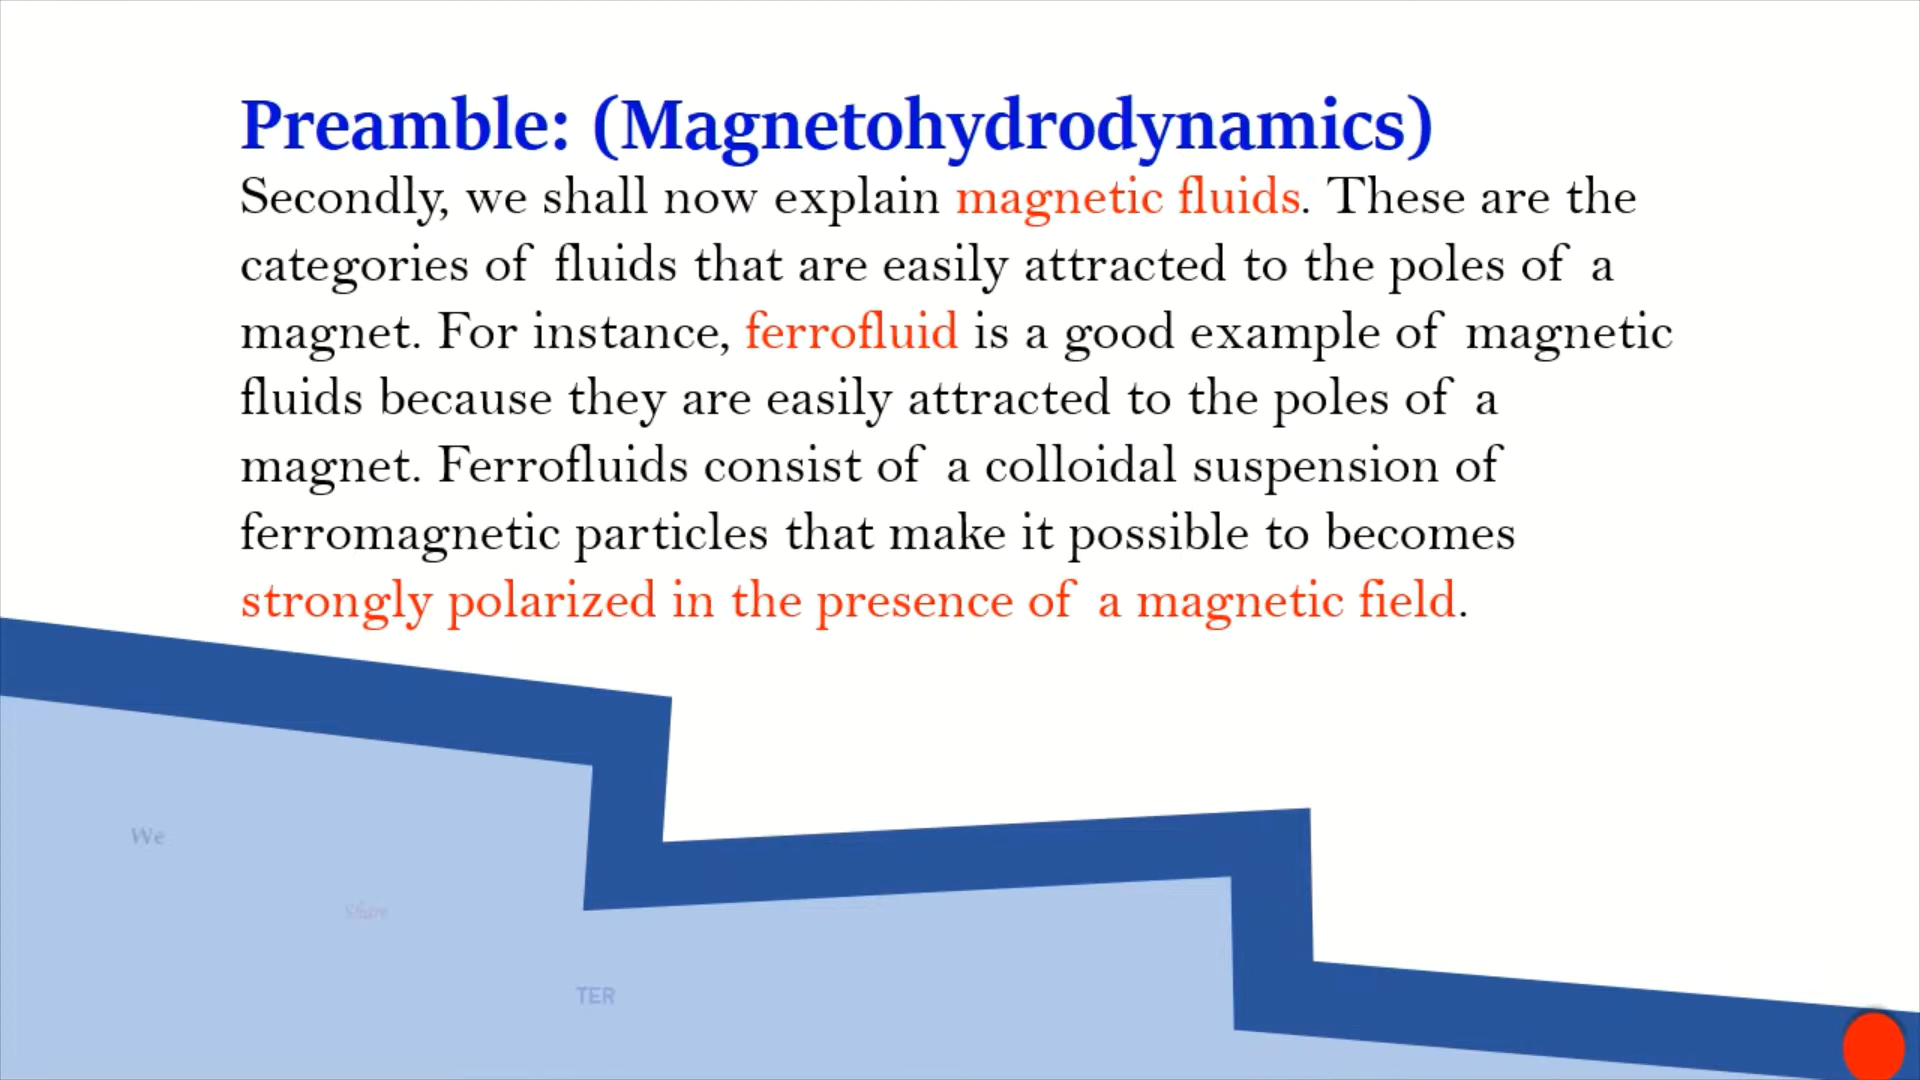 Preamble: (Magnetohydrodynamics)
Secondly, we shall now explain magnetic fluids. These are the
categories of fluids that are easily attracted to the poles of a
magnet. For instance, ferrofluid is a good example of magnetic
fluids because they are easily attracted to the poles of a
magnet. Ferrofluids consist of a colloidal suspension of
ferromagnetic particles that make it possible to becomes
strongly polarized in the presence of a magnetic field.
We
Share
TER